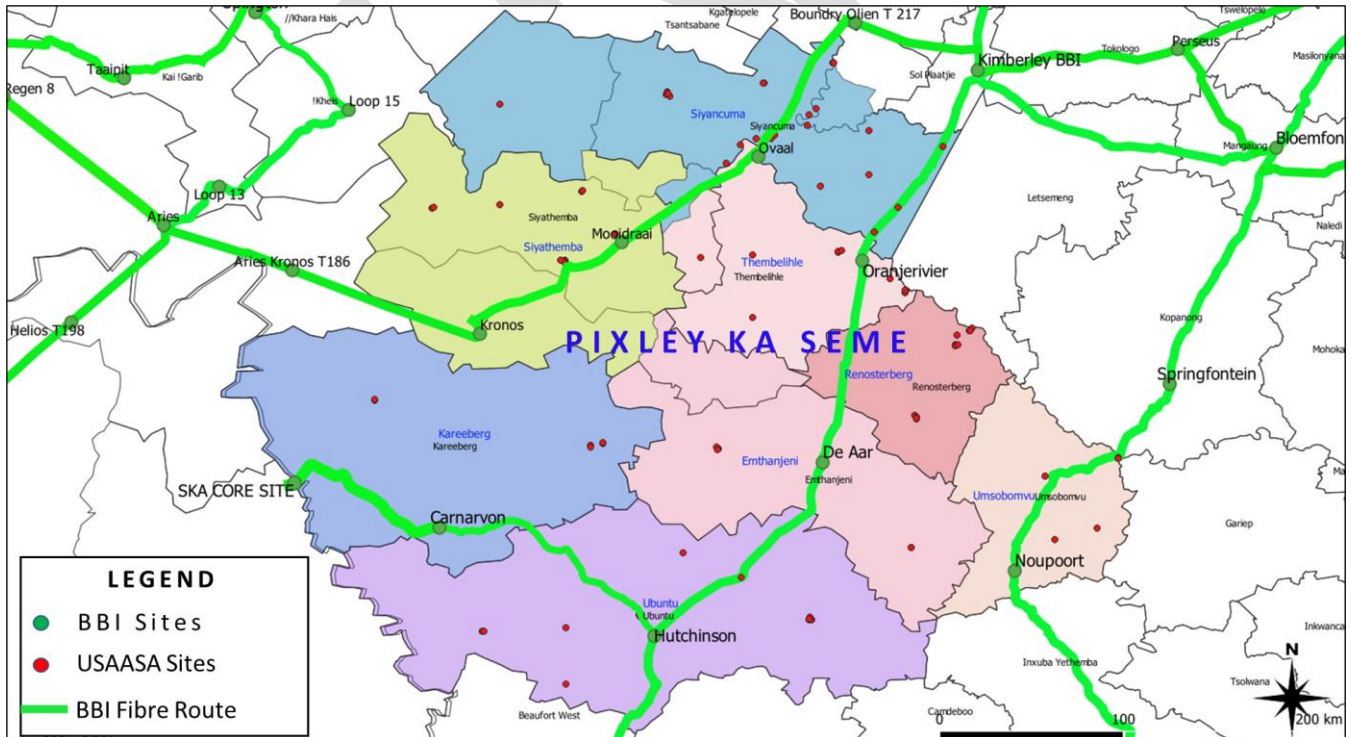 //Khara Hais
Tsantsabane
Kgatelopele
Boundry Olien T 217
Tswelopele
Perseus
Tokologo
Masilonyana
Taaipit
Kai !Garib
Sol Plaatjie
Kimberley BBI
Regen 8
!Kheis
Loop 15
Siyancuma
Siyancuma
Ovaal
Mangaung
Bloemfon
Loop 13
Letsemeng
Naledi
Aries
Siyathemba
Siyathemba
Mooidraai
Thembelihle
Thembelihle
Oranjerivier
Aries Kronos T186
Helios T198
Kronos
Kopanong
PIXLEY KA SEME
Mohoka
Renosterberg
Renosterberg
Springfontein
Kareeberg
Kareeberg
Emthanjeni
De Aar
Emthanjeni
SKA CORE SITE
Umsobomvu
Umsobomvu
Carnarvon
Gariep
Noupoort
LEGEND
BBI Sites
USAASA Sites
BBI Fibre Route
Ubuntu
Ubuntu
Hutchinson
Inkwanca
Inxuba Yethemba
N
Tsolwana
Beaufort West
Camdeboo
0
100
200 km